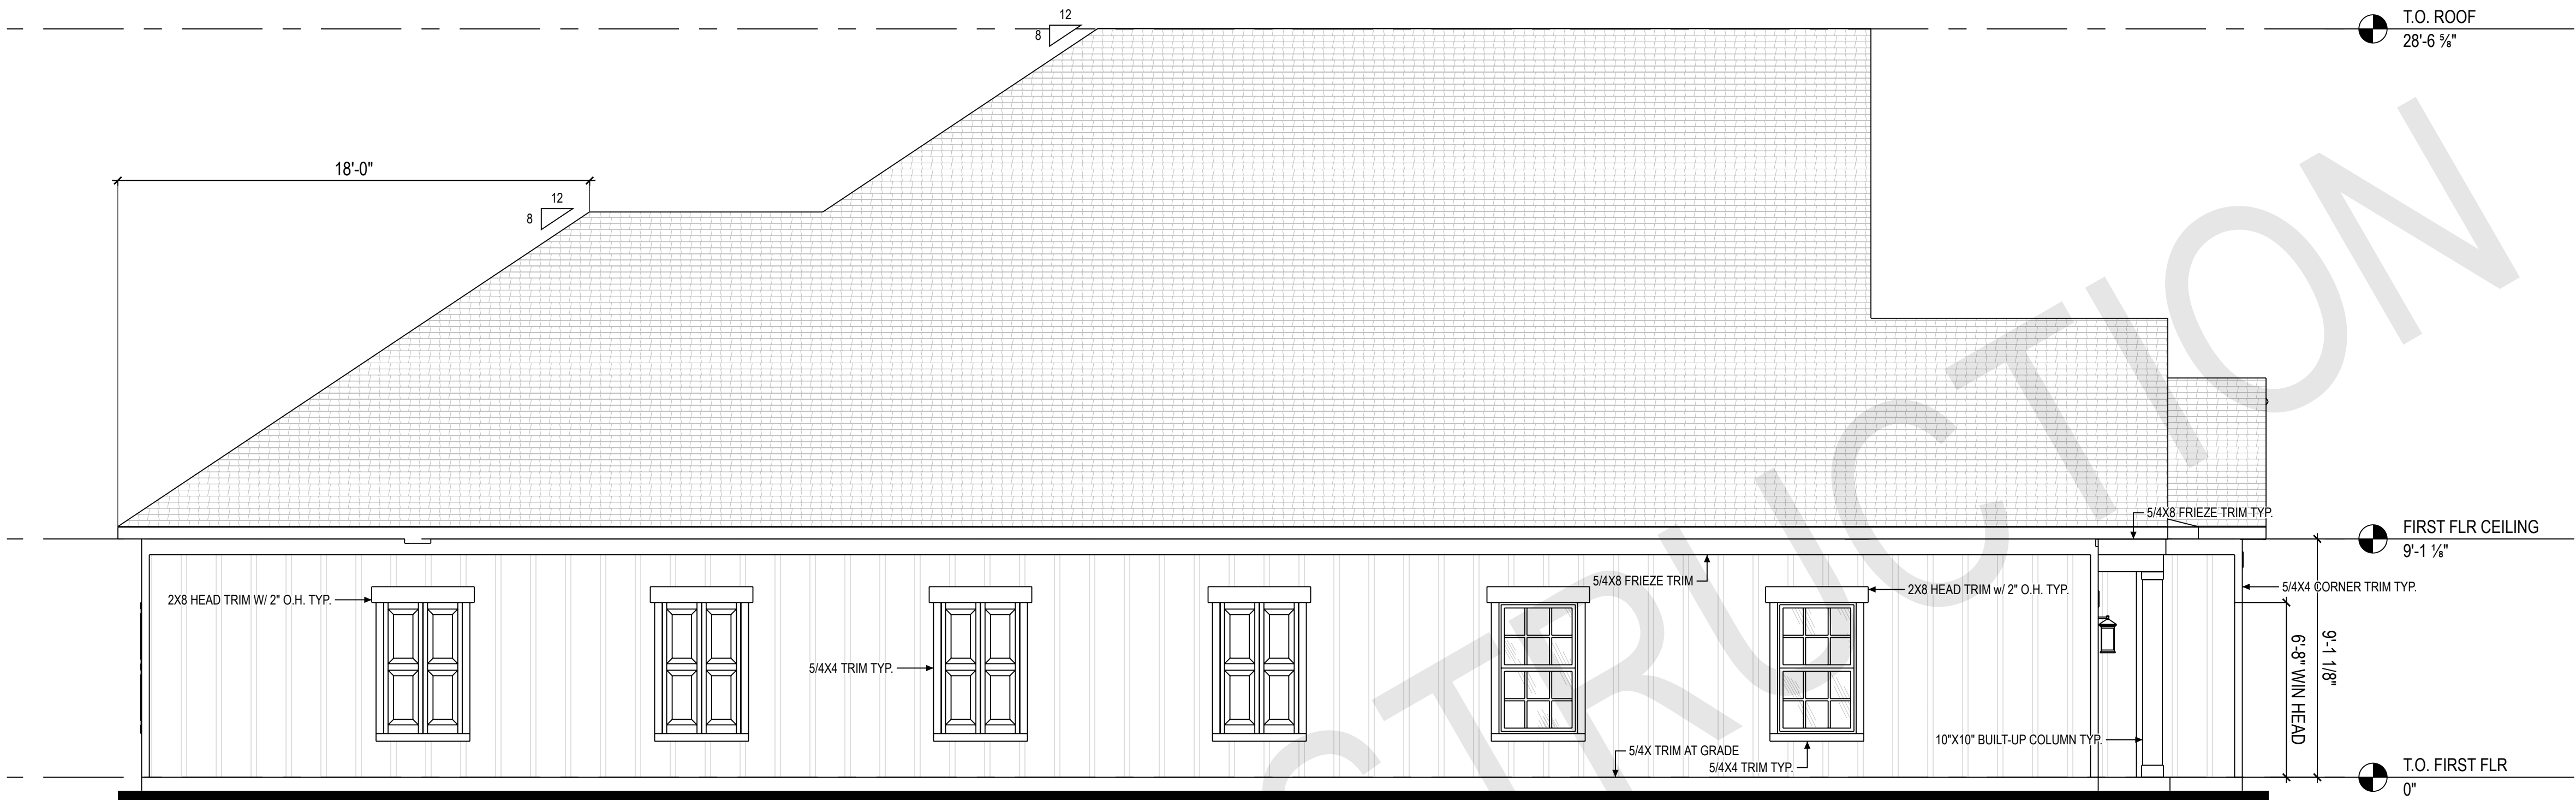 12
8
T.O. ROOF
28'-6 ⅝"
18'-0"
12
8
5/4X8 FRIEZE TRIM TYP.
FIRST FLR CEILING
9'-1 ⅛"
5/4X8 FRIEZE TRIM
2X8 HEAD TRIM W/ 2" O.H. TYP.
2X8 HEAD TRIM w/ 2" O.H. TYP.
5/4X4 CORNER TRIM TYP.
5/4X4 TRIM TYP.
6'-8" WIN HEAD
9'-1 1/8"
10"X10" BUILT-UP COLUMN TYP.
5/4X TRIM AT GRADE
5/4X4 TRIM TYP.
T.O. FIRST FLR
0"
STRUCTION